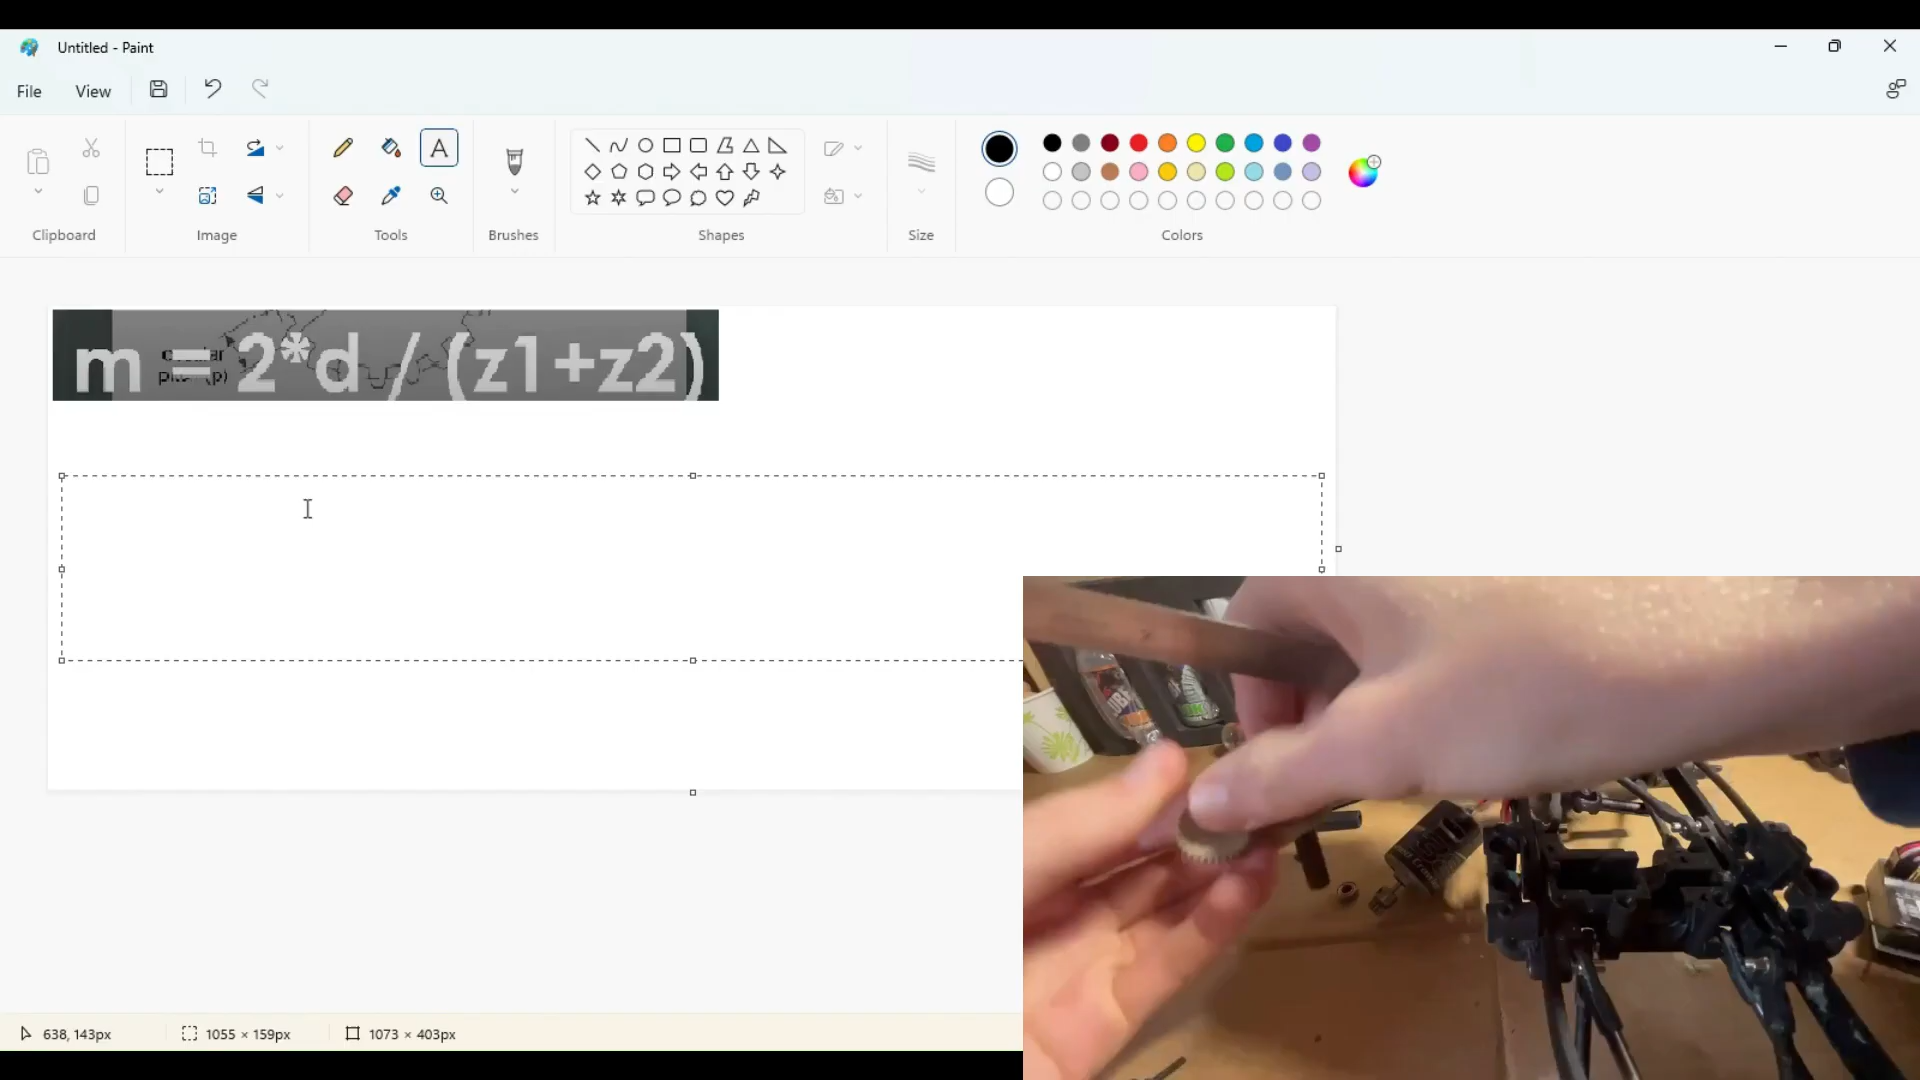 Untitled - Paint
File View
Clipboard
Image
Tools
Brushes
Shapes
Size
Colors
m = 2*d / (z1+z2)
638, 143px
1055 × 159px
1073 × 403px